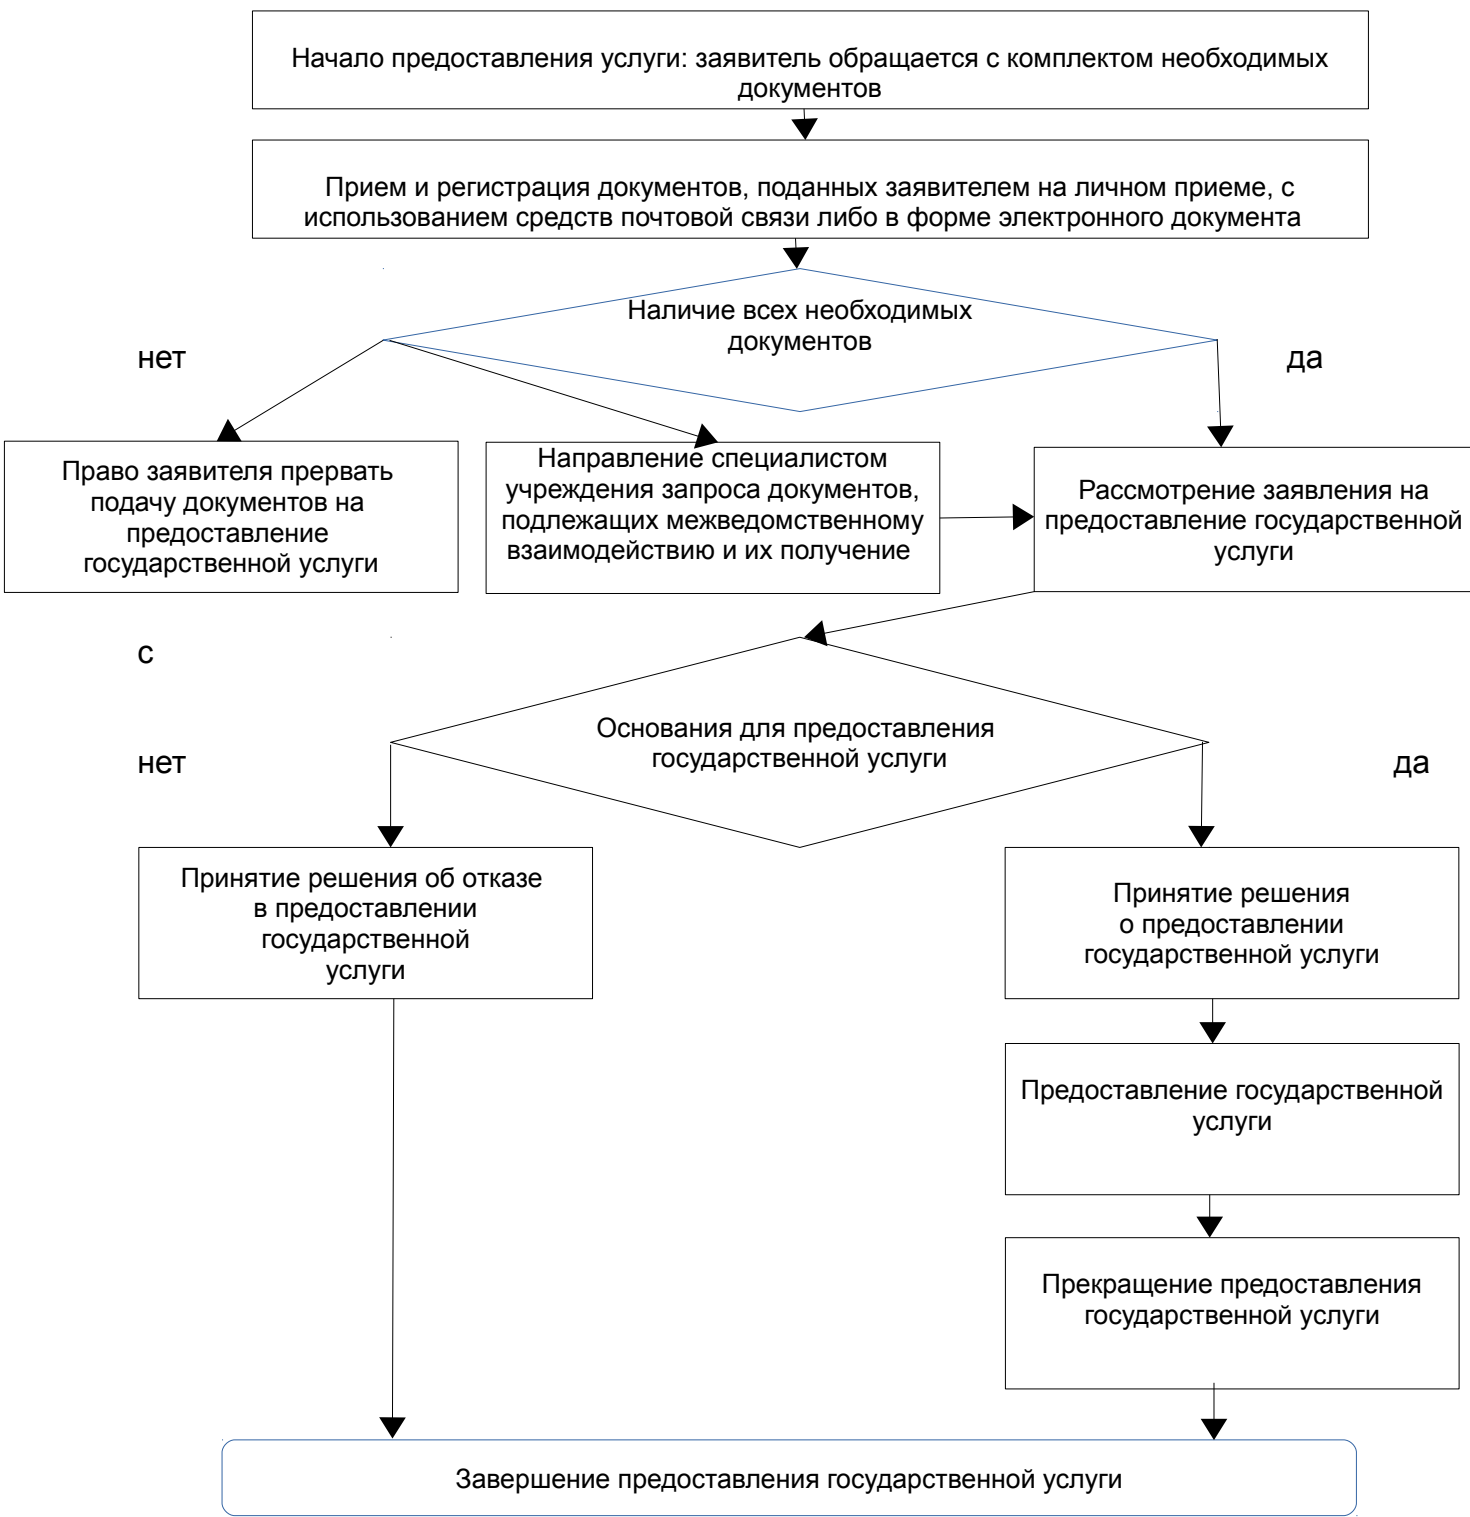 Начало предоставления услуги: заявитель обращается с комплектом необходимых
документов
Прием и регистрация документов, поданных заявителем на личном приеме, с
использованием средств почтовой связи либо в форме электронного документа
Наличие всех необходимых
документов
нет
да
Право заявителя прервать
подачу документов на
предоставление
государственной услуги
Направление специалистом
учреждения запроса документов,
подлежащих межведомственному
взаимодействию и их получение
Рассмотрение заявления на
предоставление государственной
услуги
с
Основания для предоставления
государственной услуги
нет
да
Принятие решения об отказе
в предоставлении
государственной
услуги
Принятие решения
о предоставлении
государственной услуги
Предоставление государственной
услуги
Прекращение предоставления
государственной услуги
Завершение предоставления государственной услуги